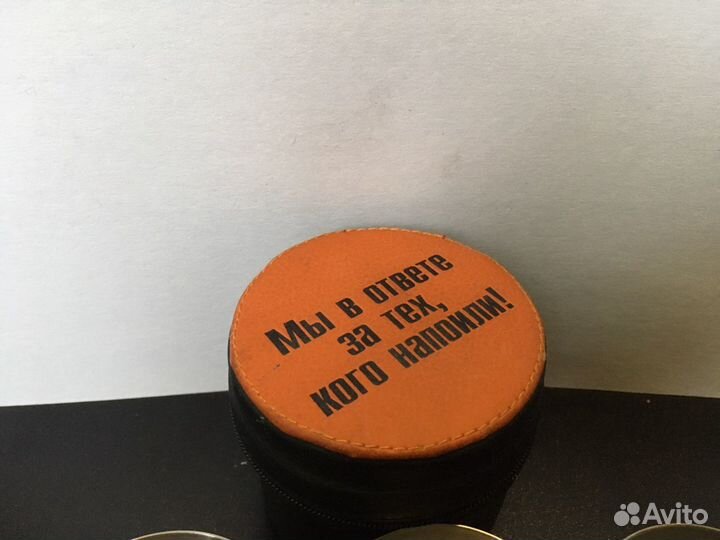 Мы в ответе
за тех,
кого напоили!
Avito